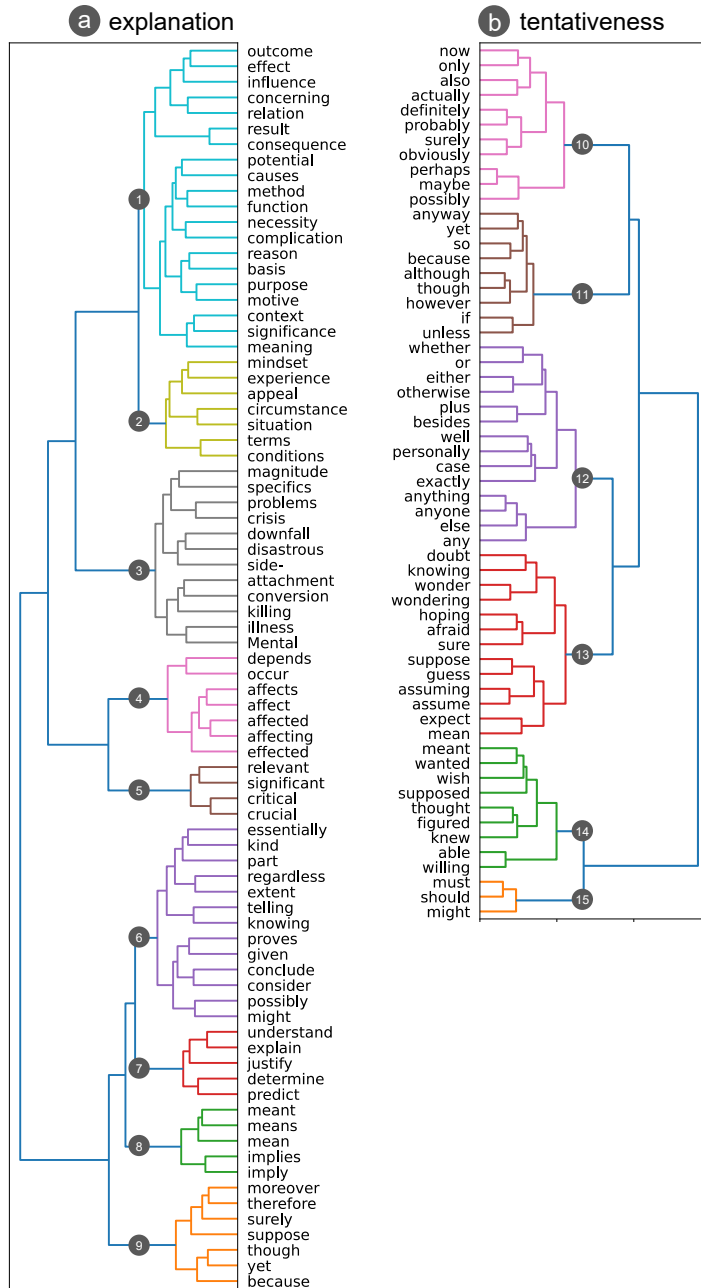 a explanation
outcome
effect
influence
concerning
relation
result
consequence
potential
causes
method
function
necessity
complication
reason
basis
purpose
motive
context
significance
meaning
mindset
experience
appeal
circumstance
situation
terms
conditions
magnitude
specifics
problems
crisis
downfall
disastrous
side-
attachment
conversion
killing
illness
Mental
depends
occur
affects
affect
affected
affecting
effected
relevant
significant
critical
crucial
essentially
kind
part
regardless
extent
telling
knowing
proves
given
conclude
consider
possibly
might
understand
explain
justify
determine
predict
meant
means
mean
implies
imply
moreover
therefore
surely
suppose
though
yet
because
1
2
3
4
5
6
7
8
9
b tentativeness
now
only
also
actually
definitely
probably
surely
obviously
perhaps
maybe
possibly
anyway
yet
so
because
although
though
however
if
unless
whether
or
either
otherwise
plus
besides
well
personally
case
exactly
anything
anyone
else
any
doubt
knowing
wonder
wondering
hoping
afraid
sure
suppose
guess
assuming
assume
expect
mean
meant
wanted
wish
supposed
thought
figured
knew
able
willing
must
should
might
10
11
12
13
14
15